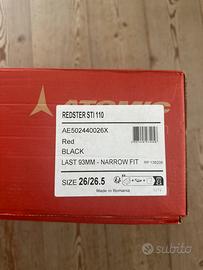 ATOMIC
REDSTER STI 110
AE502440026X
Red
BLACK
LAST 93MM - NARROW FIT
SIZE 26/26.5
Made in Romania
subito